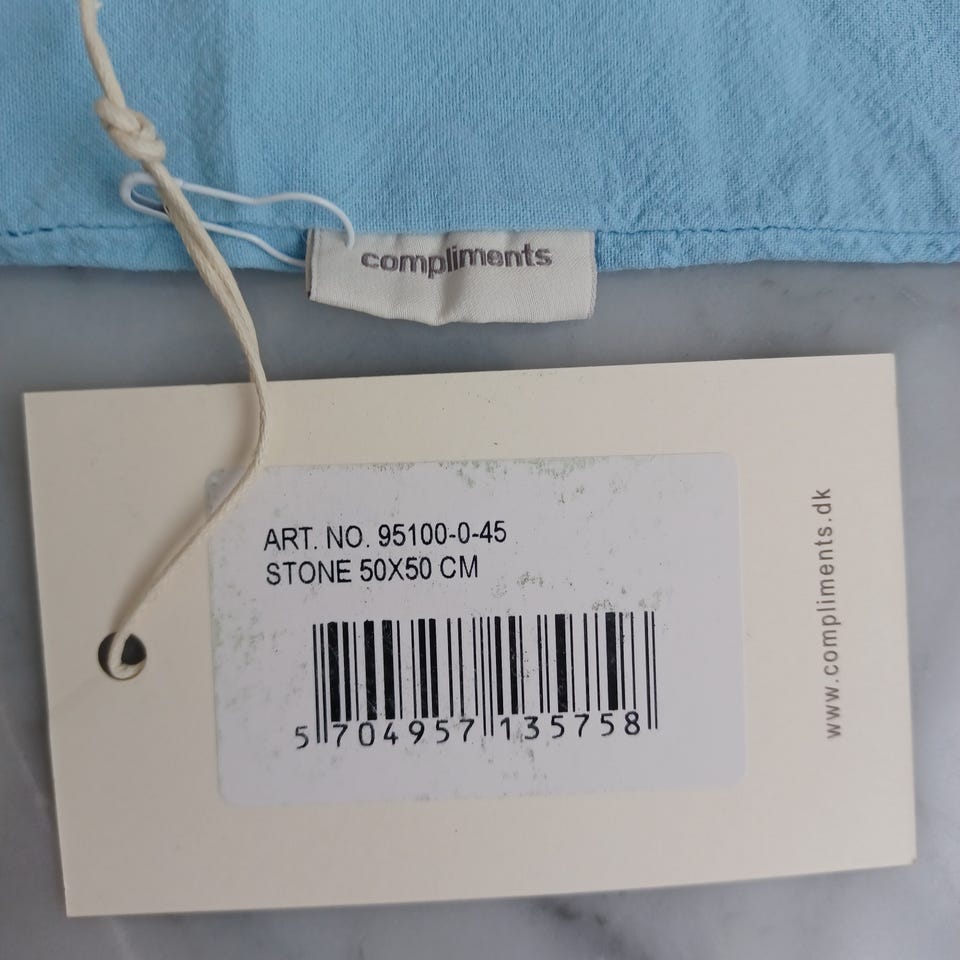 compliments
ART. NO. 95100-0-45
STONE 50X50 CM
5 704957 135758
www.compliments.dk